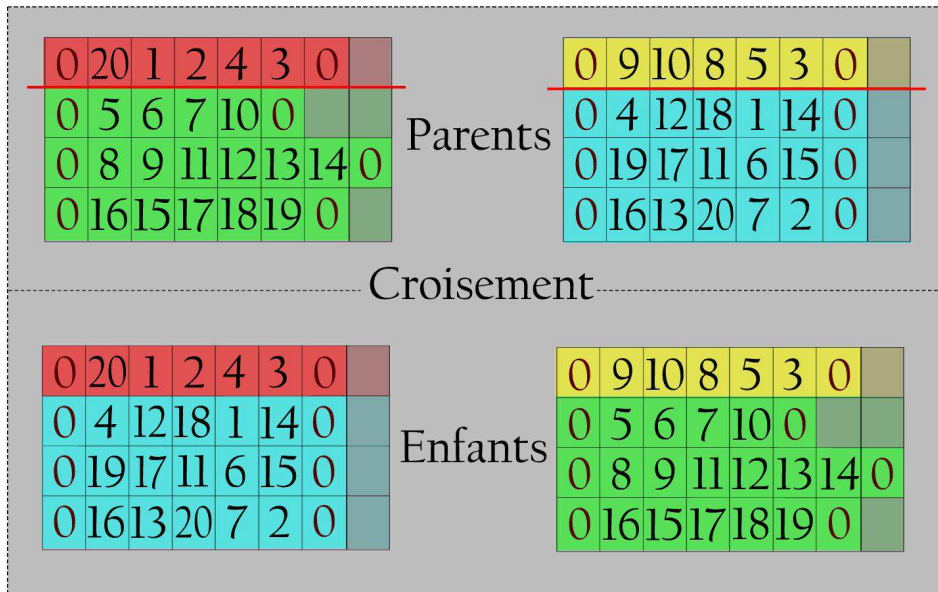 0 20 1 2 4 3 0
0 5 6 7 10 0
0 8 9 11 12 13 14 0
0 16 15 17 18 19 0
Parents
0 9 10 8 5 3 0
0 4 12 18 1 14 0
0 19 17 11 6 15 0
0 16 13 20 7 2 0
Croisement
0 20 1 2 4 3 0
0 4 12 18 1 14 0
0 19 17 11 6 15 0
0 16 13 20 7 2 0
Enfants
0 9 10 8 5 3 0
0 5 6 7 10 0
0 8 9 11 12 13 14 0
0 16 15 17 18 19 0